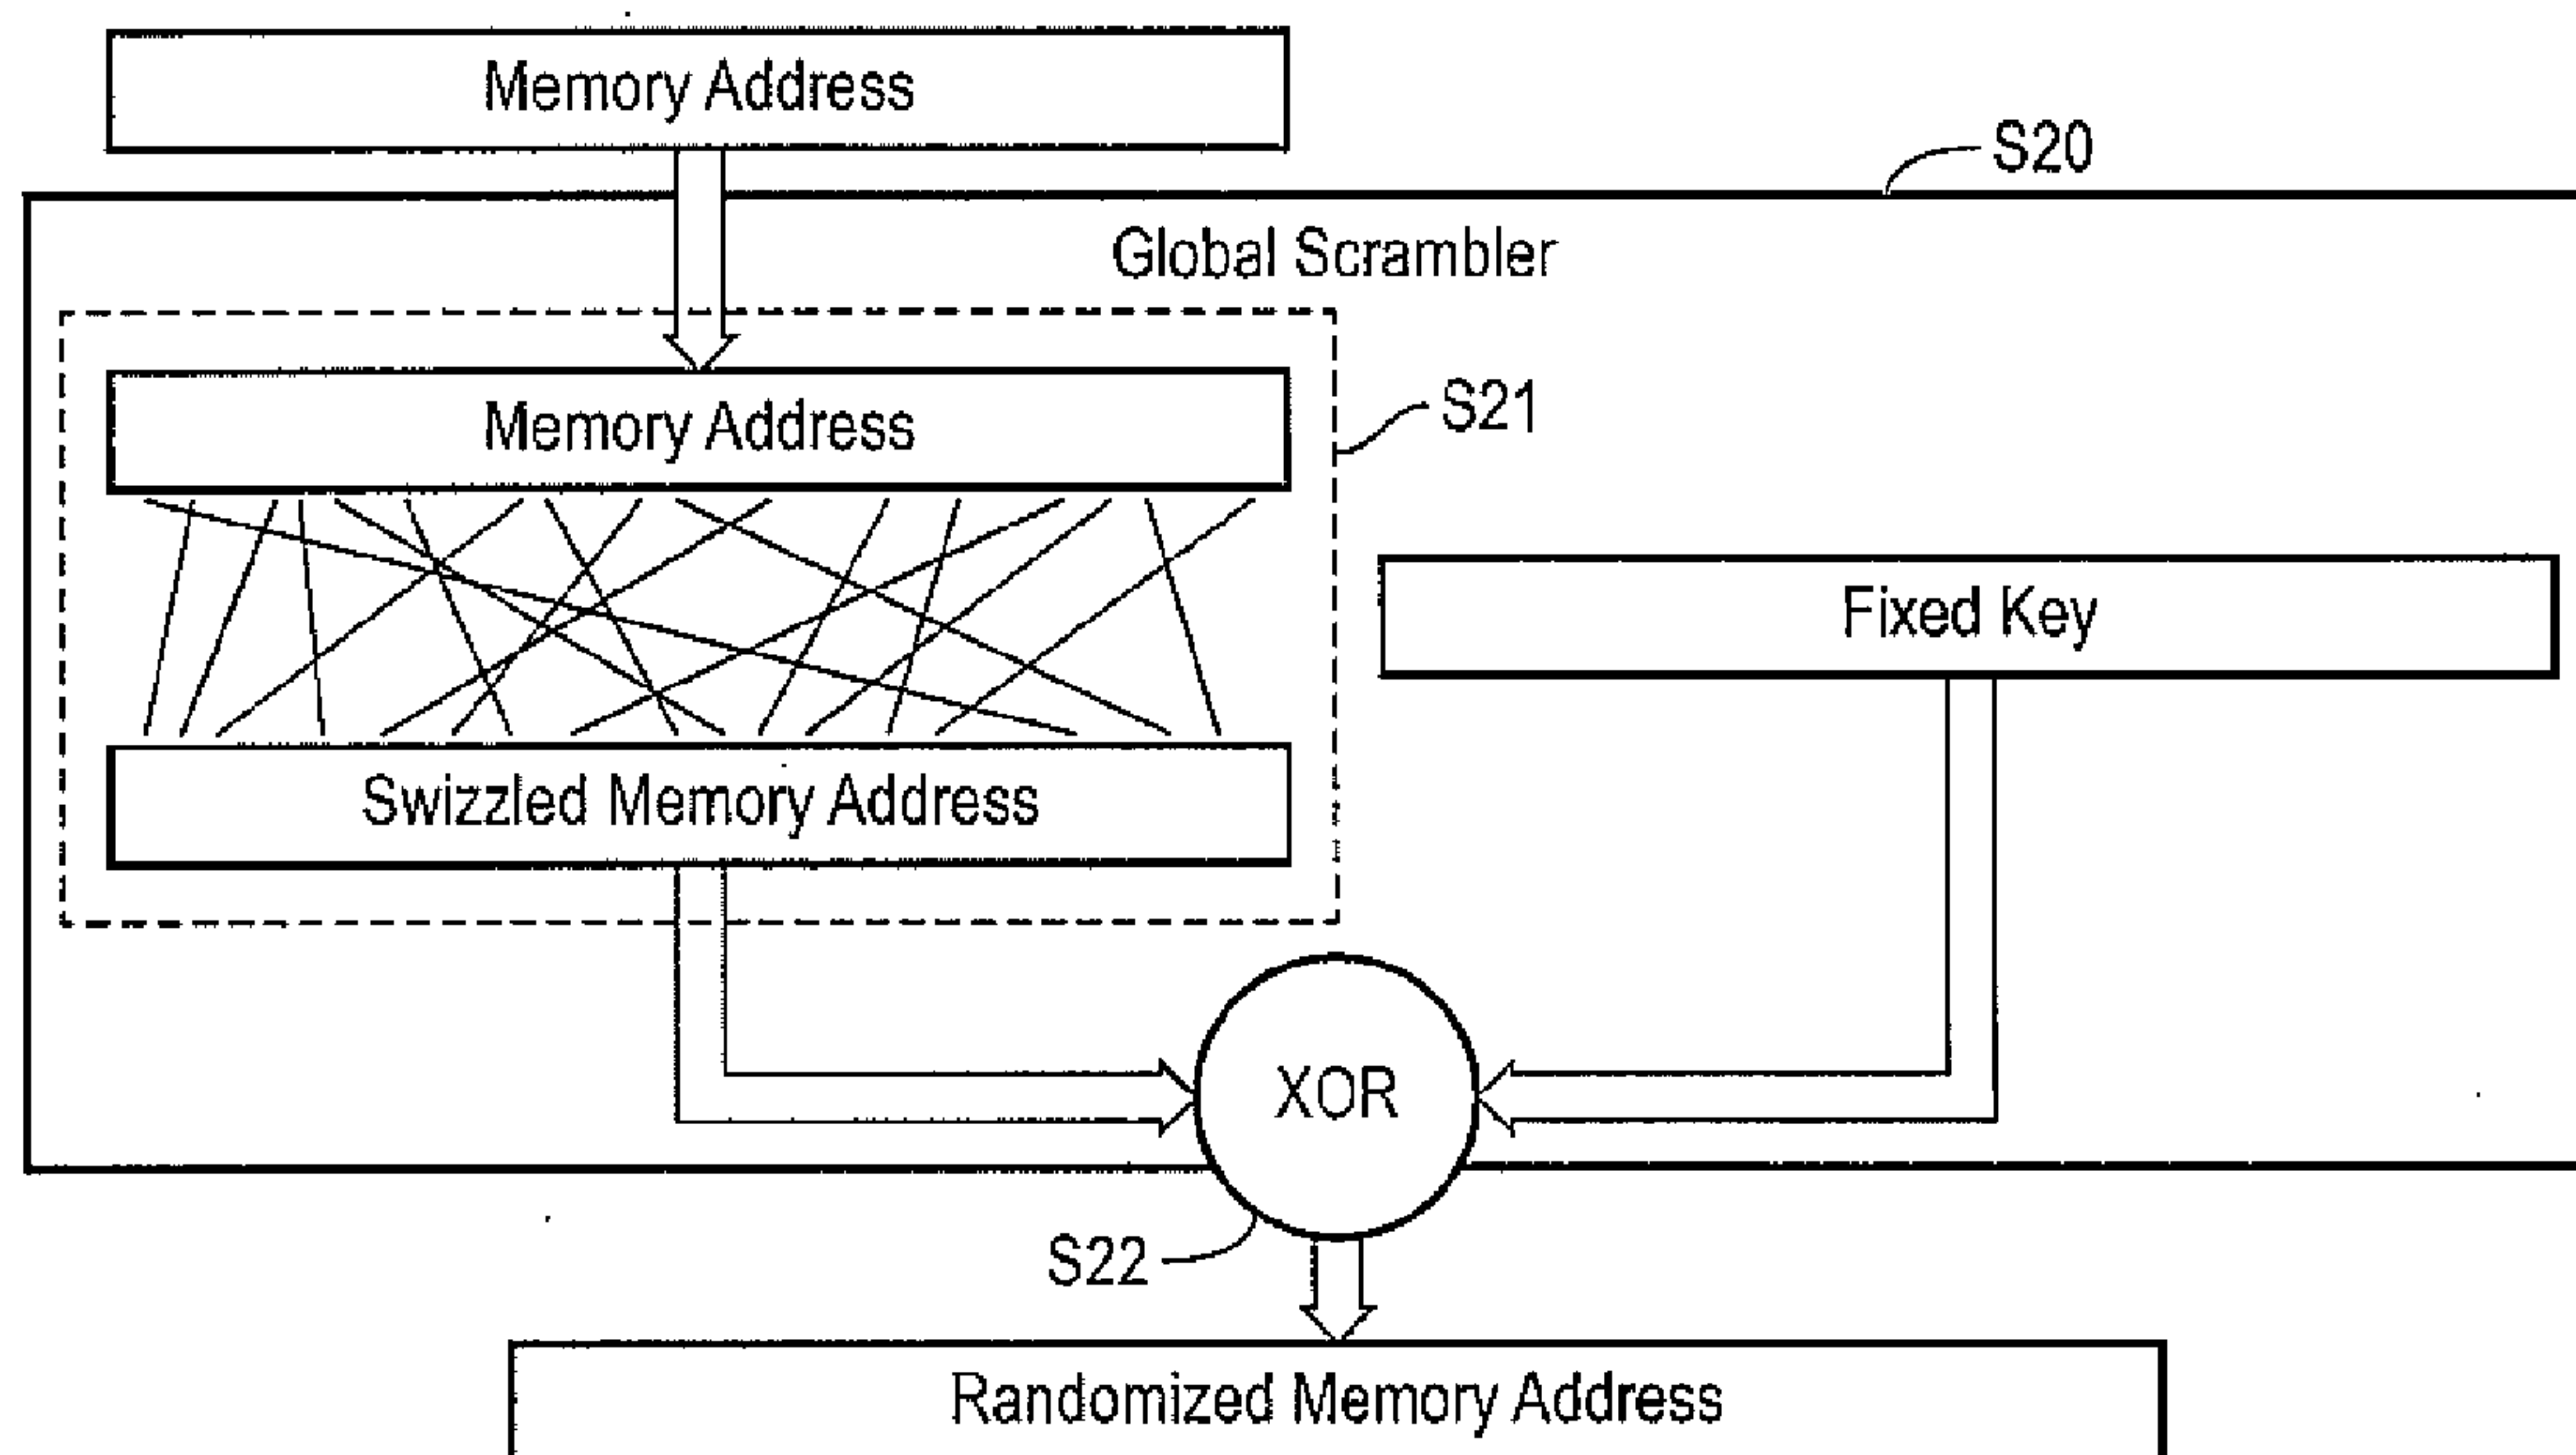 Memory Address
S20
Global Scrambler
Memory Address
S21
Fixed Key
Swizzled Memory Address
XOR
S22
Randomized Memory Address